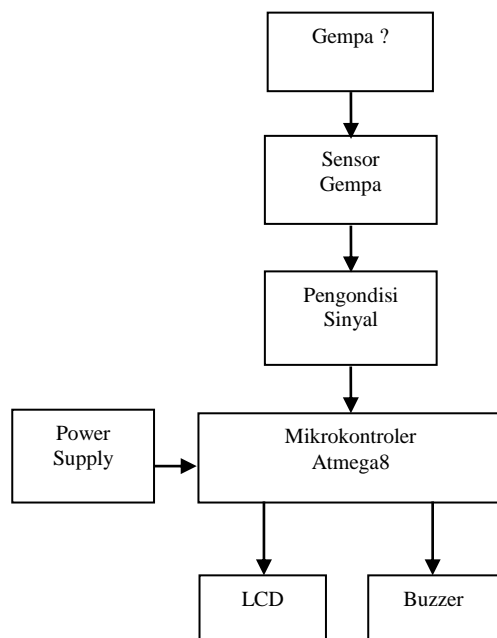 Gempa ?
Sensor
Gempa
Pengondisi
Sinyal
Power
Supply
Mikrokontroler
Atmega8
LCD
Buzzer